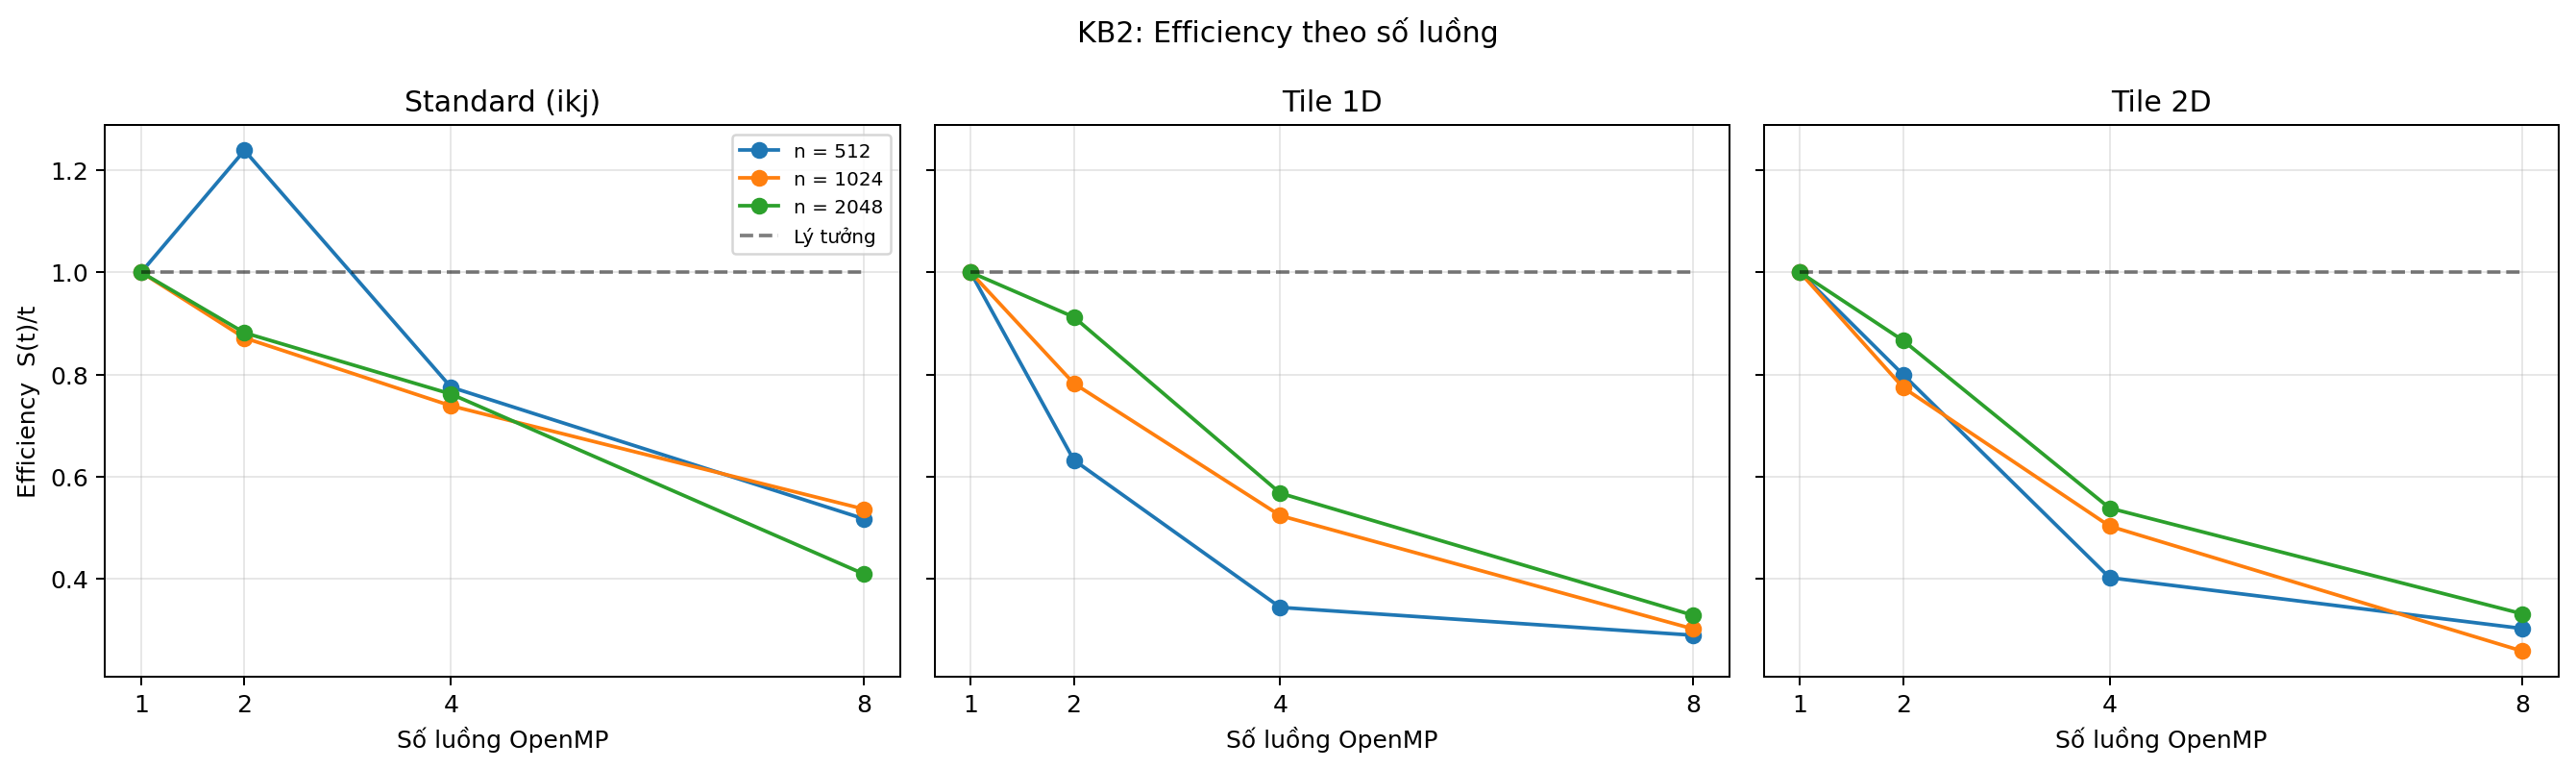 KB2: Efficiency theo số luồng
Standard (ikj)
Tile 1D
Tile 2D
n = 512
n = 1024
n = 2048
Lý tưởng
Efficiency S(t)/t
1.2
1.0
0.8
0.6
0.4
1 2 4 8
1 2 4 8
1 2 4 8
Số luồng OpenMP
Số luồng OpenMP
Số luồng OpenMP